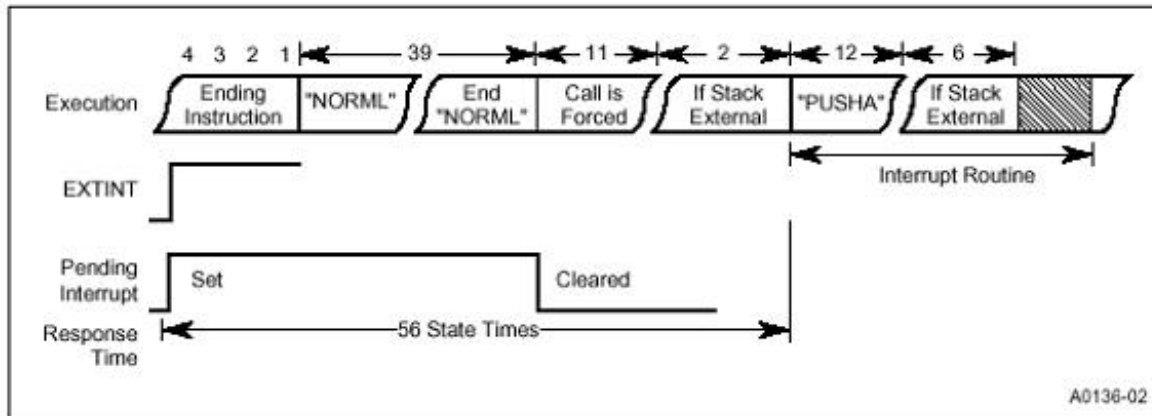 4 3 2 1 39 11 2 12 6
Execution
Ending
Instruction
"NORML"
End
"NORML"
Call is
Forced
If Stack
External
"PUSHA"
If Stack
External
Interrupt Routine
EXTINT
Pending
Interrupt
Set
Cleared
Response
Time
56 State Times
A0136-02